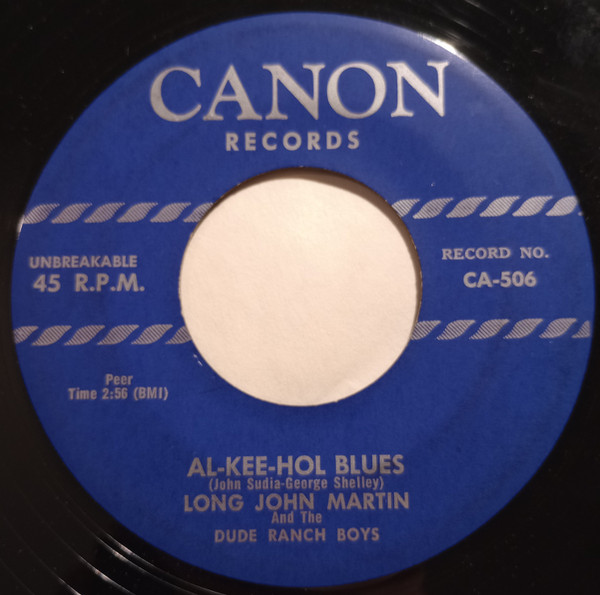 CANON
RECORDS
UNBREAKABLE
45 R.P.M.
RECORD NO.
CA-506
Peer
Time 2:56 (BMI)
AL-KEE-HOL BLUES
(John Sudia-George Shelley)
LONG JOHN MARTIN
And The
DUDE RANCH BOYS